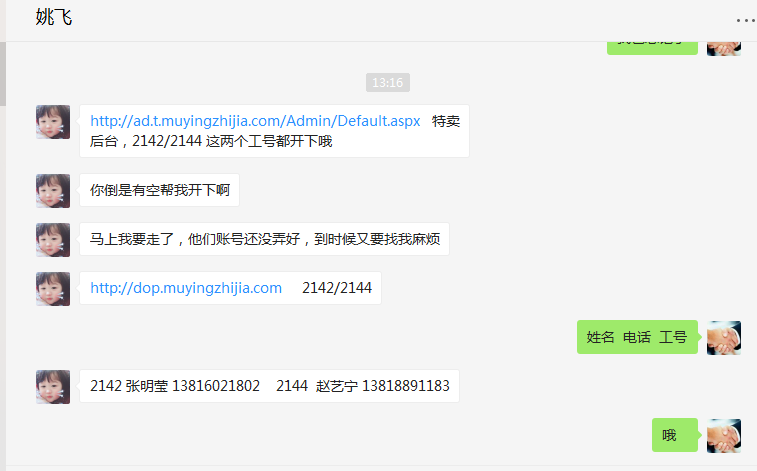 姚飞
13:16
http://ad.t.muyingzhijia.com/Admin/Default.aspx 特卖
后台，2142/2144 这两个工号都开下哦
你倒是有空帮我开下啊
马上我要走了，他们账号还没弄好，到时候又要找我麻烦
http://dop.muyingzhijia.com 2142/2144
姓名 电话 工号
2142 张明莹 13816021802 2144 赵艺宁 13818891183
哦